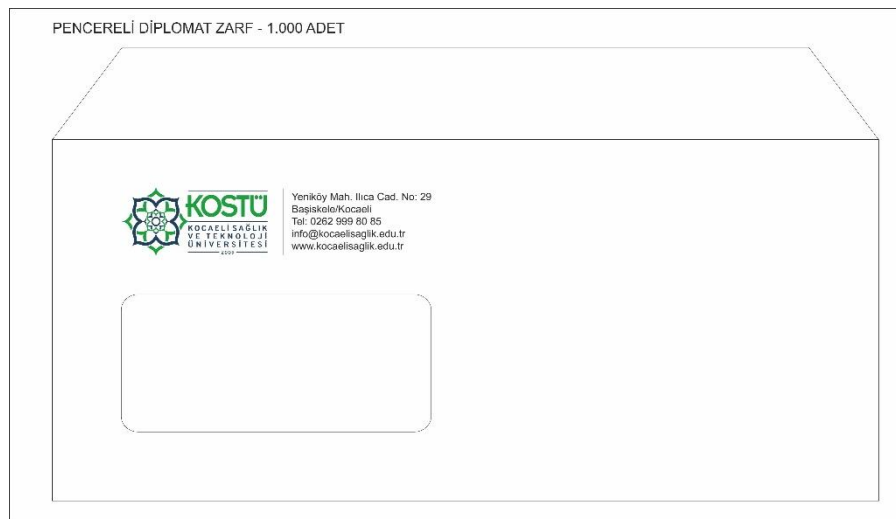 PENCERELİ DİPLOMAT ZARF - 1.000 ADET
KOSTÜ
KOCAELİ SAĞLIK
VE TEKNOLOJİ
ÜNİVERSİTESİ
Yeniköy Mah. Ilıca Cad. No: 29
Başiskele/Kocaeli
Tel: 0262 999 80 85
info@kocaelisaglik.edu.tr
www.kocaelisaglik.edu.tr